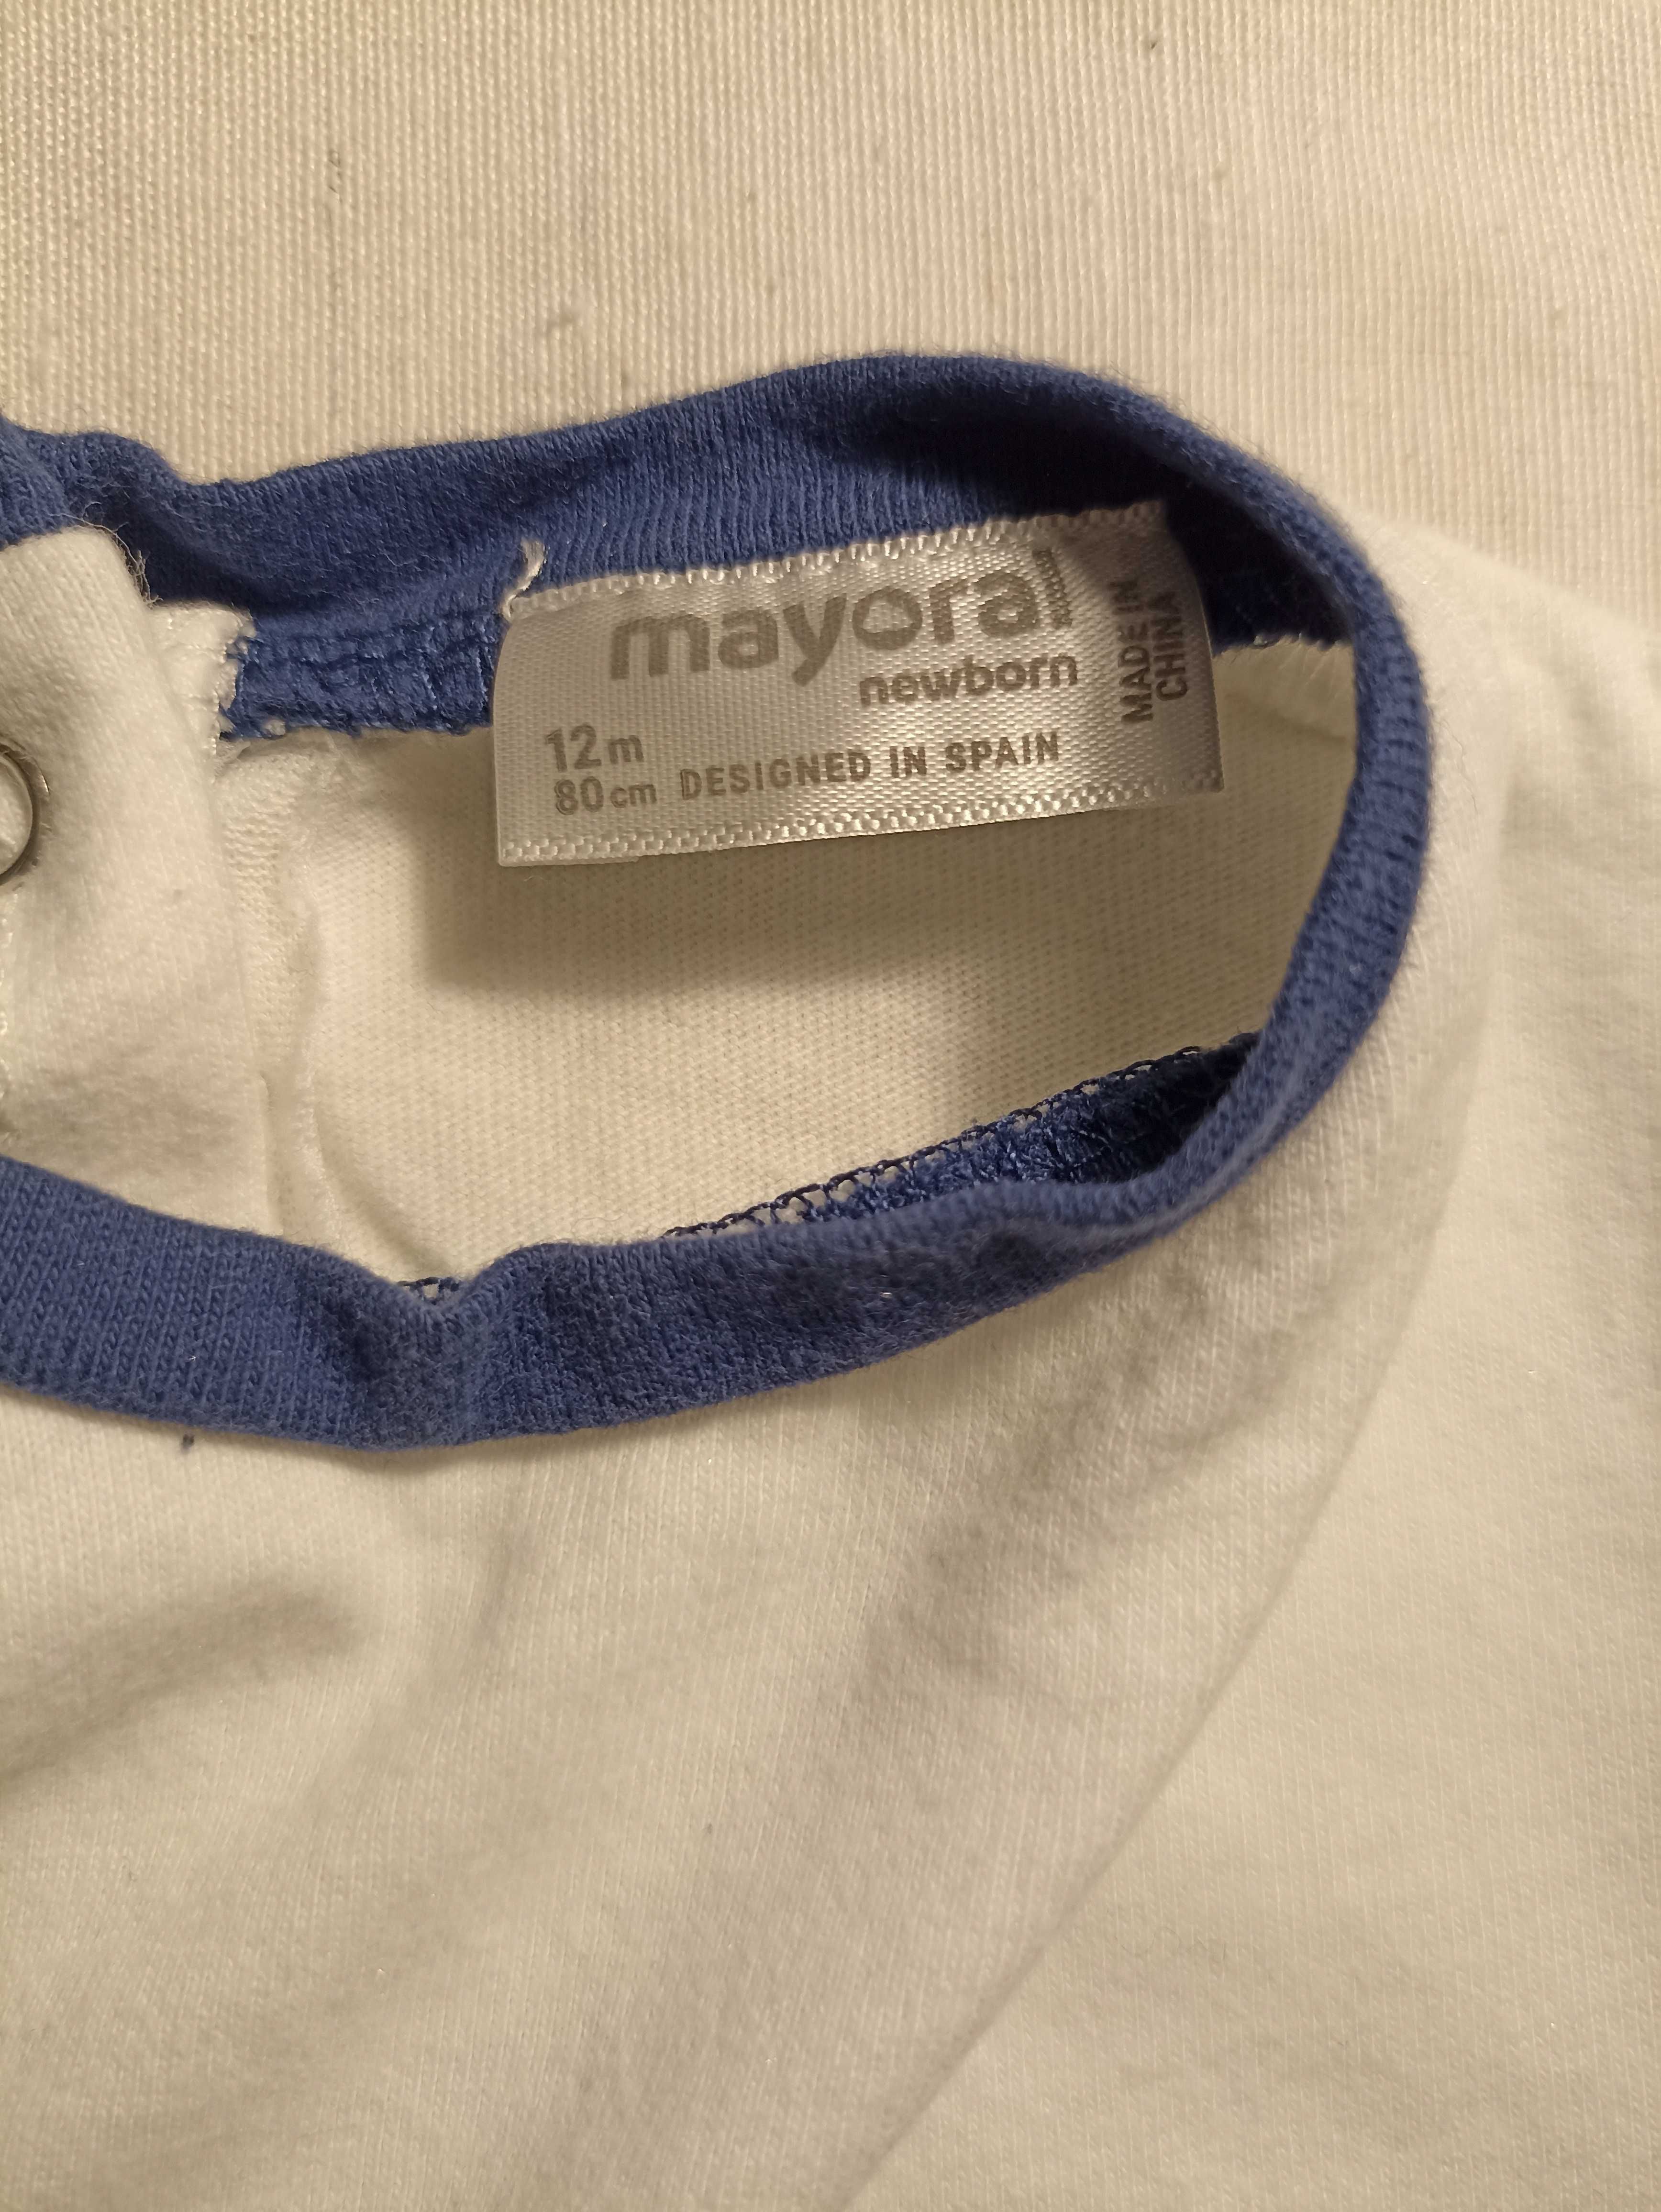 mayoral
newborn
12m
80cm DESIGNED IN SPAIN
MADE IN
CHINA